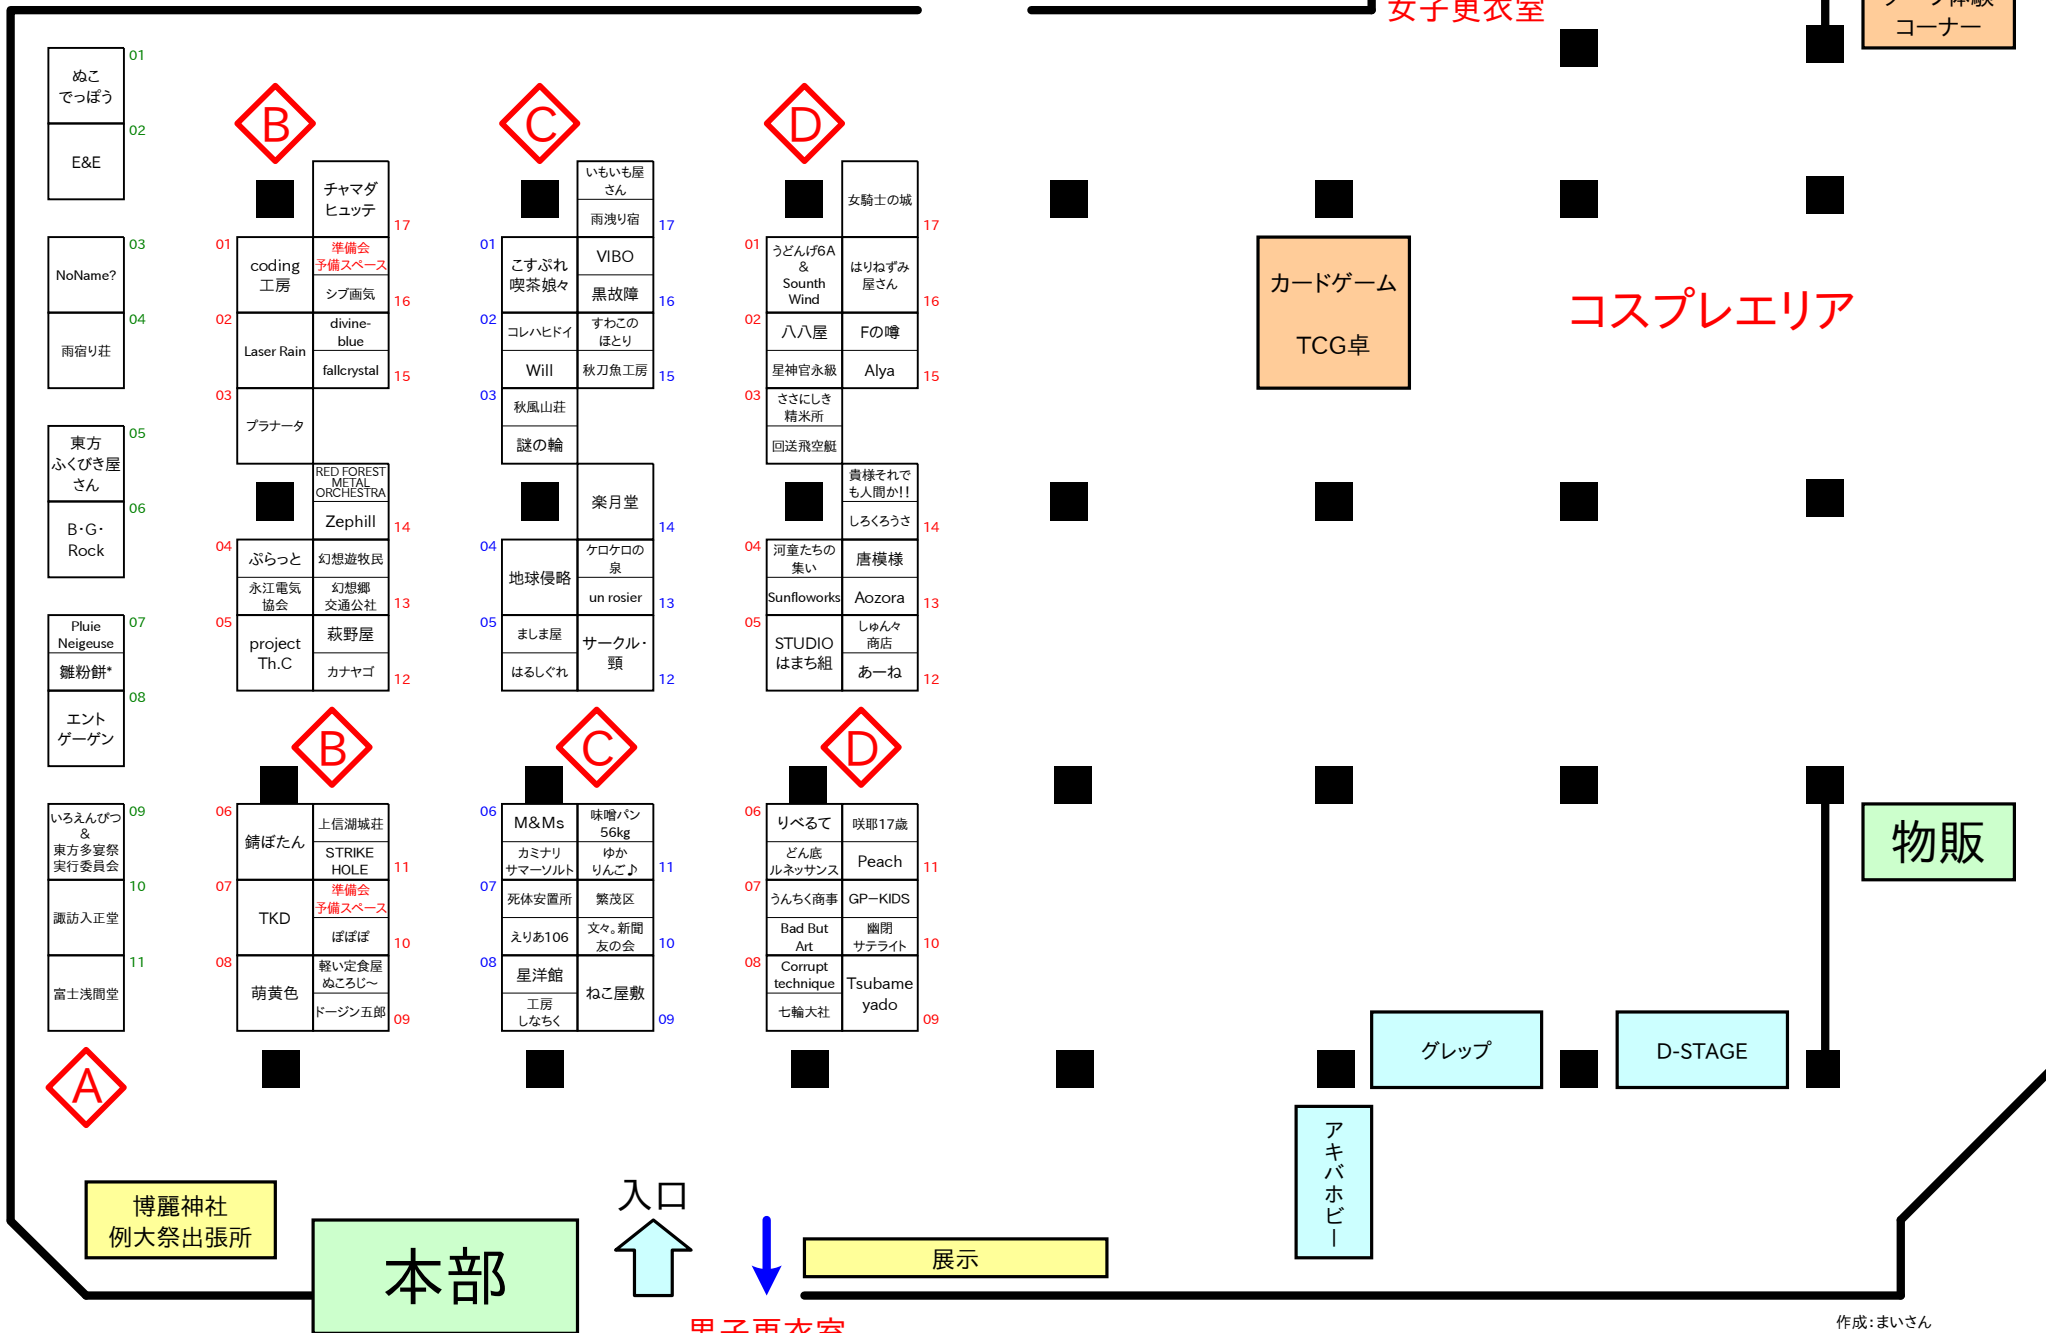 女子更衣室
コーナー
01
ぬこ
でっぽう
02
E&E
03
NoName?
04
雨宿り荘
05
東方
ふくびき屋
さん
06
B・G・
Rock
07
Pluie
Neigeuse
雛粉餅*
08
エント
ゲーゲン
09
いろえんぴつ
&
東方多宴祭
実行委員会
10
諏訪入正堂
11
富士浅間堂
A
B
チャマダ
ヒュッテ
17
01
coding
工房
準備会
予備スペース
シブ画気
16
02
Laser Rain
divine-
blue
fallcrystal
15
03
プラナータ
RED FOREST
METAL
ORCHESTRA
Zephill
14
04
ぷらっと
幻想遊牧民
永江電気
協会
幻想郷
交通公社
13
05
project
Th.C
萩野屋
カナヤゴ
12
B
06
錆ぼたん
上信湖城荘
STRIKE
HOLE
11
07
TKD
準備会
予備スペース
ぽぽぽ
10
08
萌黄色
軽い定食屋
ぬころじ～
ドージン五郎
09
C
いもいも屋
さん
雨洩り宿
17
01
こすぷれ
喫茶娘々
VIBO
黒故障
16
02
コレハヒドイ
すわこの
ほとり
Will
秋刀魚工房
15
03
秋風山荘
謎の輪
楽月堂
14
04
地球侵略
ケロケロの
泉
un rosier
13
05
ましま屋
はるしぐれ
サークル・
頸
12
C
06
M&Ms
味噌パン
56kg
カミナリ
サマーソルト
ゆか
りんご♪
11
07
死体安置所
繁茂区
えりあ106
文々。新聞
友の会
10
08
星洋館
工房
しなちく
ねこ屋敷
09
D
女騎士の城
17
01
うどんげ6A
&
Sounth
Wind
はりねずみ
屋さん
16
02
八八屋
Fの噂
星神官永級
Alya
15
03
ささにしき
精米所
回送飛空艇
貴様それで
も人間か!!
しろくろうさ
14
04
河童たちの
集い
唐模様
Sunfloworks
Aozora
13
05
STUDIO
はまち組
しゅん々
商店
あーね
12
D
06
りべるて
咲耶17歳
どん底
ルネッサンス
Peach
11
07
うんちく商事
GP－KIDS
Bad But
Art
幽閉
サテライト
10
08
Corrupt
technique
七輪大社
Tsubame
yado
09
カードゲーム
TCG卓
コスプレエリア
物販
グレップ
D-STAGE
アキバホビー
博麗神社
例大祭出張所
本部
入口
展示
男子更衣室
作成：まいさん